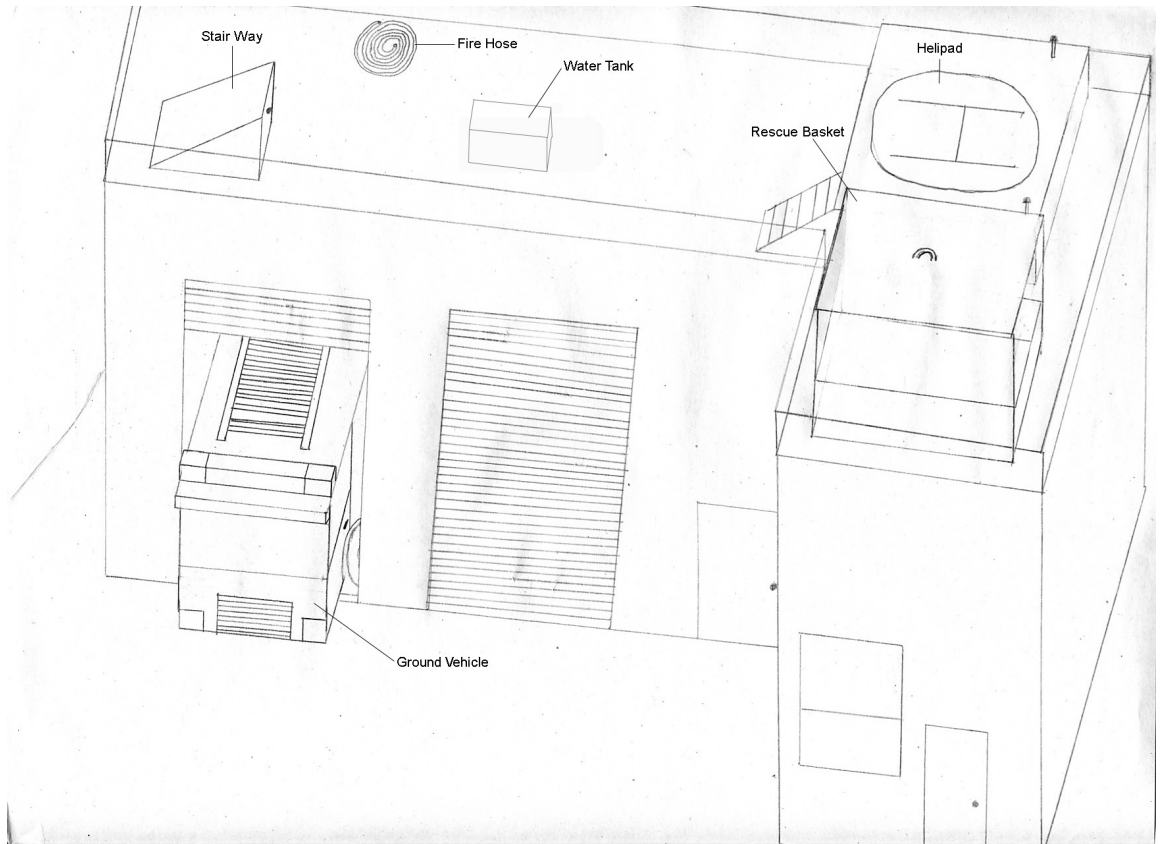 Stair Way
Fire Hose
Water Tank
Helipad
Rescue Basket
Ground Vehicle